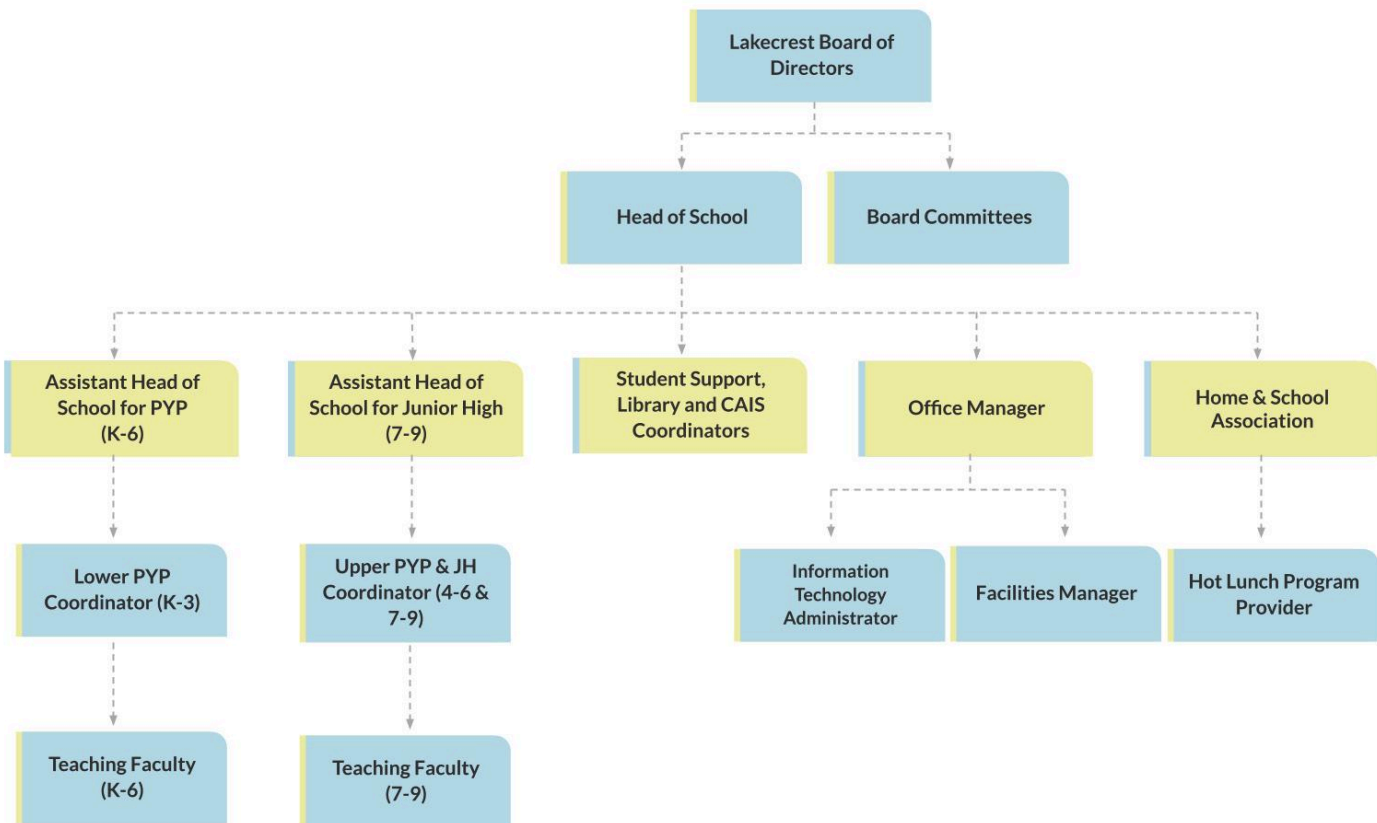 Lakecrest Board of
Directors
Head of School
Board Committees
Assistant Head of
School for PYP
(K-6)
Assistant Head of
School for Junior High
(7-9)
Student Support,
Library and CAIS
Coordinators
Office Manager
Home & School
Association
Lower PYP
Coordinator (K-3)
Upper PYP & JH
Coordinator (4-6 &
7-9)
Information
Technology
Administrator
Facilities Manager
Hot Lunch Program
Provider
Teaching Faculty
(K-6)
Teaching Faculty
(7-9)